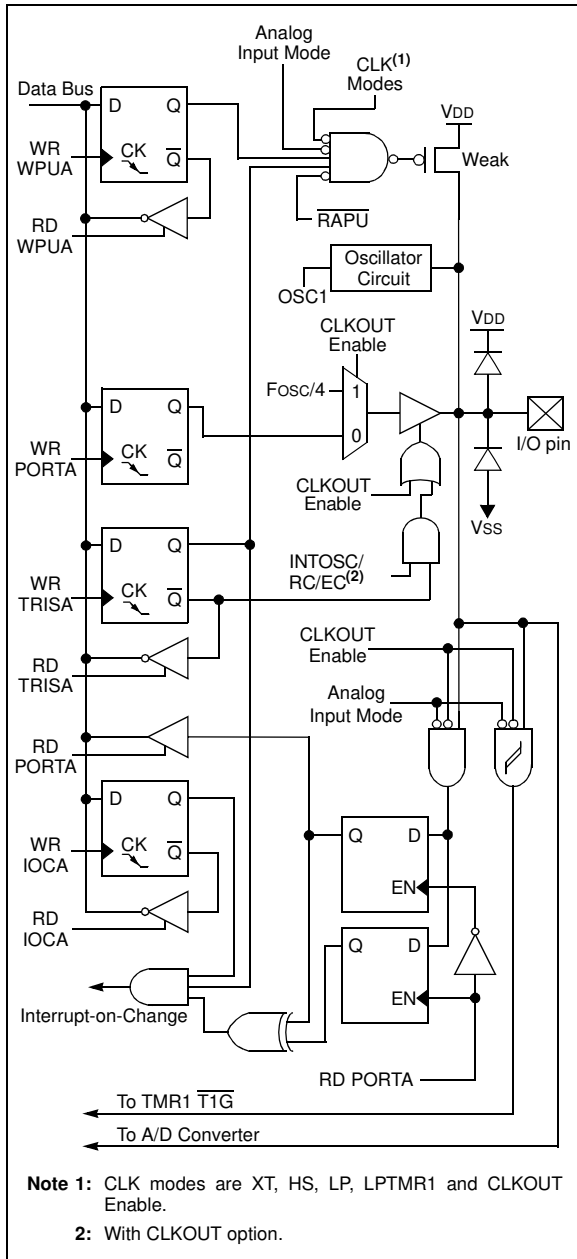 Analog
Input Mode
CLK(1)
Modes
Data Bus
D Q
VDD
WR
WPUA
CK
Q
Weak
RD
WPUA
RAPU
Oscillator
Circuit
OSC1
CLKOUT
Enable
VDD
FOSC/4
1
D Q
0
I/O pin
WR
PORTA
CK
Q
CLKOUT
Enable
VSS
D Q
INTOSC/
RC/EC(2)
WR
TRISA
CK
Q
CLKOUT
Enable
RD
TRISA
Analog
Input Mode
RD
PORTA
D Q
Q D
WR
IOCA
CK
Q
EN
RD
IOCA
Q D
EN
Interrupt-on-Change
RD PORTA
To TMR1 T1G
To A/D Converter
Note 1: CLK modes are XT, HS, LP, LPTMR1 and CLKOUT
Enable.
2: With CLKOUT option.